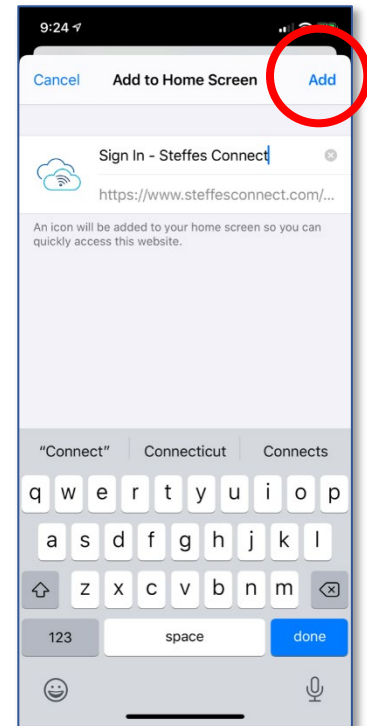 9:24
Cancel Add to Home Screen Add
Sign In - Steffes Connect
https://www.steffesconnect.com/...
An icon will be added to your home screen so you can
quickly access this website.
“Connect” Connecticut Connects
q w e r t y u i o p
a s d f g h j k l
z x c v b n m
123 space done